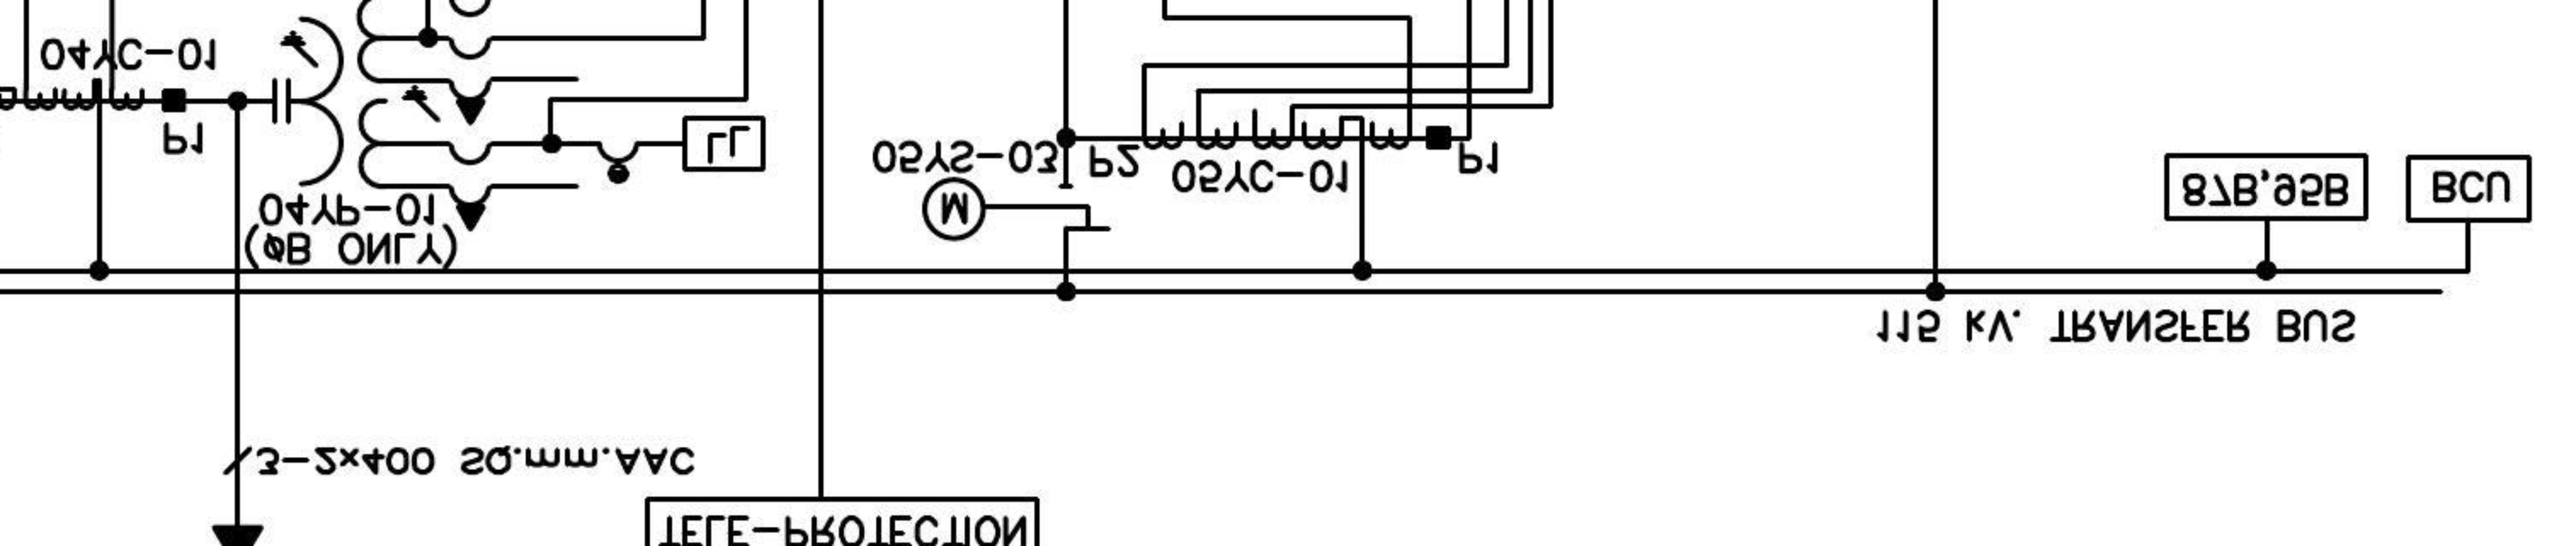 04YC-01
P1
LL
04YP-01
(øB ONLY)
05YS-03
P2
05YC-01
P1
M
87B,95B
BCU
115 kV. TRANSFER BUS
3-2x400 SQ.mm.AAC
TELE-PROTECTION